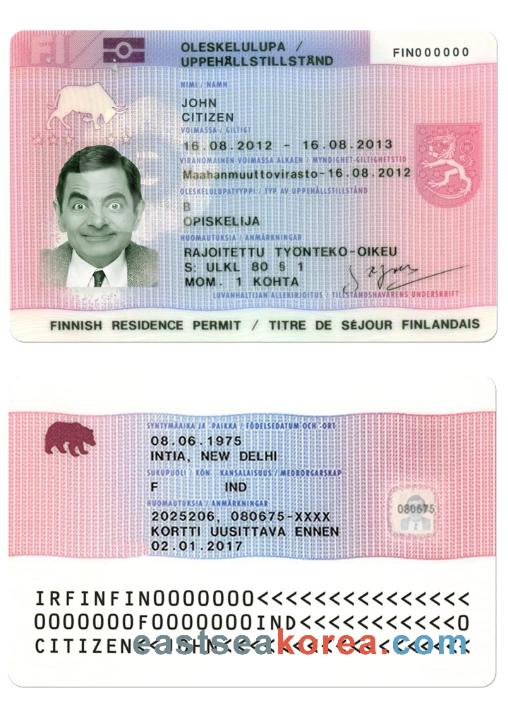 FI
OLESKELULUPA /
UPPEHÅLLSTILLSTÅND
FIN000000
NIMI / NAMN
JOHN
CITIZEN
VOIMASSA / GILTIGT
16.08.2012 - 16.08.2013
VIRANOMAINEN VOIMASSA ALKAEN / MYNDIGHET GILTIGHETSTID
Maahanmuuttovirasto-16.08.2012
OLESKELULUPATYYPPI / TYP AV UPPEHÅLLSTILLSTÅND
B
OPISKELIJA
HUOMAUTUKSIA / ANMÄRKNINGAR
RAJOITETTU TYÖNTEKO-OIKEU
S: ULKL 80 § 1
MOM. 1 KOHTA
LUVANHALTIJAN ALLEKIRJOITUS / TILLSTÅNDSHAVARENS UNDERSKRIFT
FINNISH RESIDENCE PERMIT / TITRE DE SÉJOUR FINLANDAIS
SYNTYMÄAIKA JA -PAIKKA / FÖDELSEDATUM OCH -ORT
08.06.1975
INTIA, NEW DELHI
SUKUPUOLI / KÖN KANSALAISUUS / MEDBORGARSKAP
F IND
HUOMAUTUKSIA / ANMÄRKNINGAR
2025206, 080675-XXXX
KORTTI UUSITTAVA ENNEN
02.01.2017
080675
IRFINFIN0000000<<<<<<<<<<<<<<<
0000000F0000000IND<<<<<<<<<<<0
CITIZEN<<JOHN<<<<<<<<<<<<<<<<<
eastseakorea.com